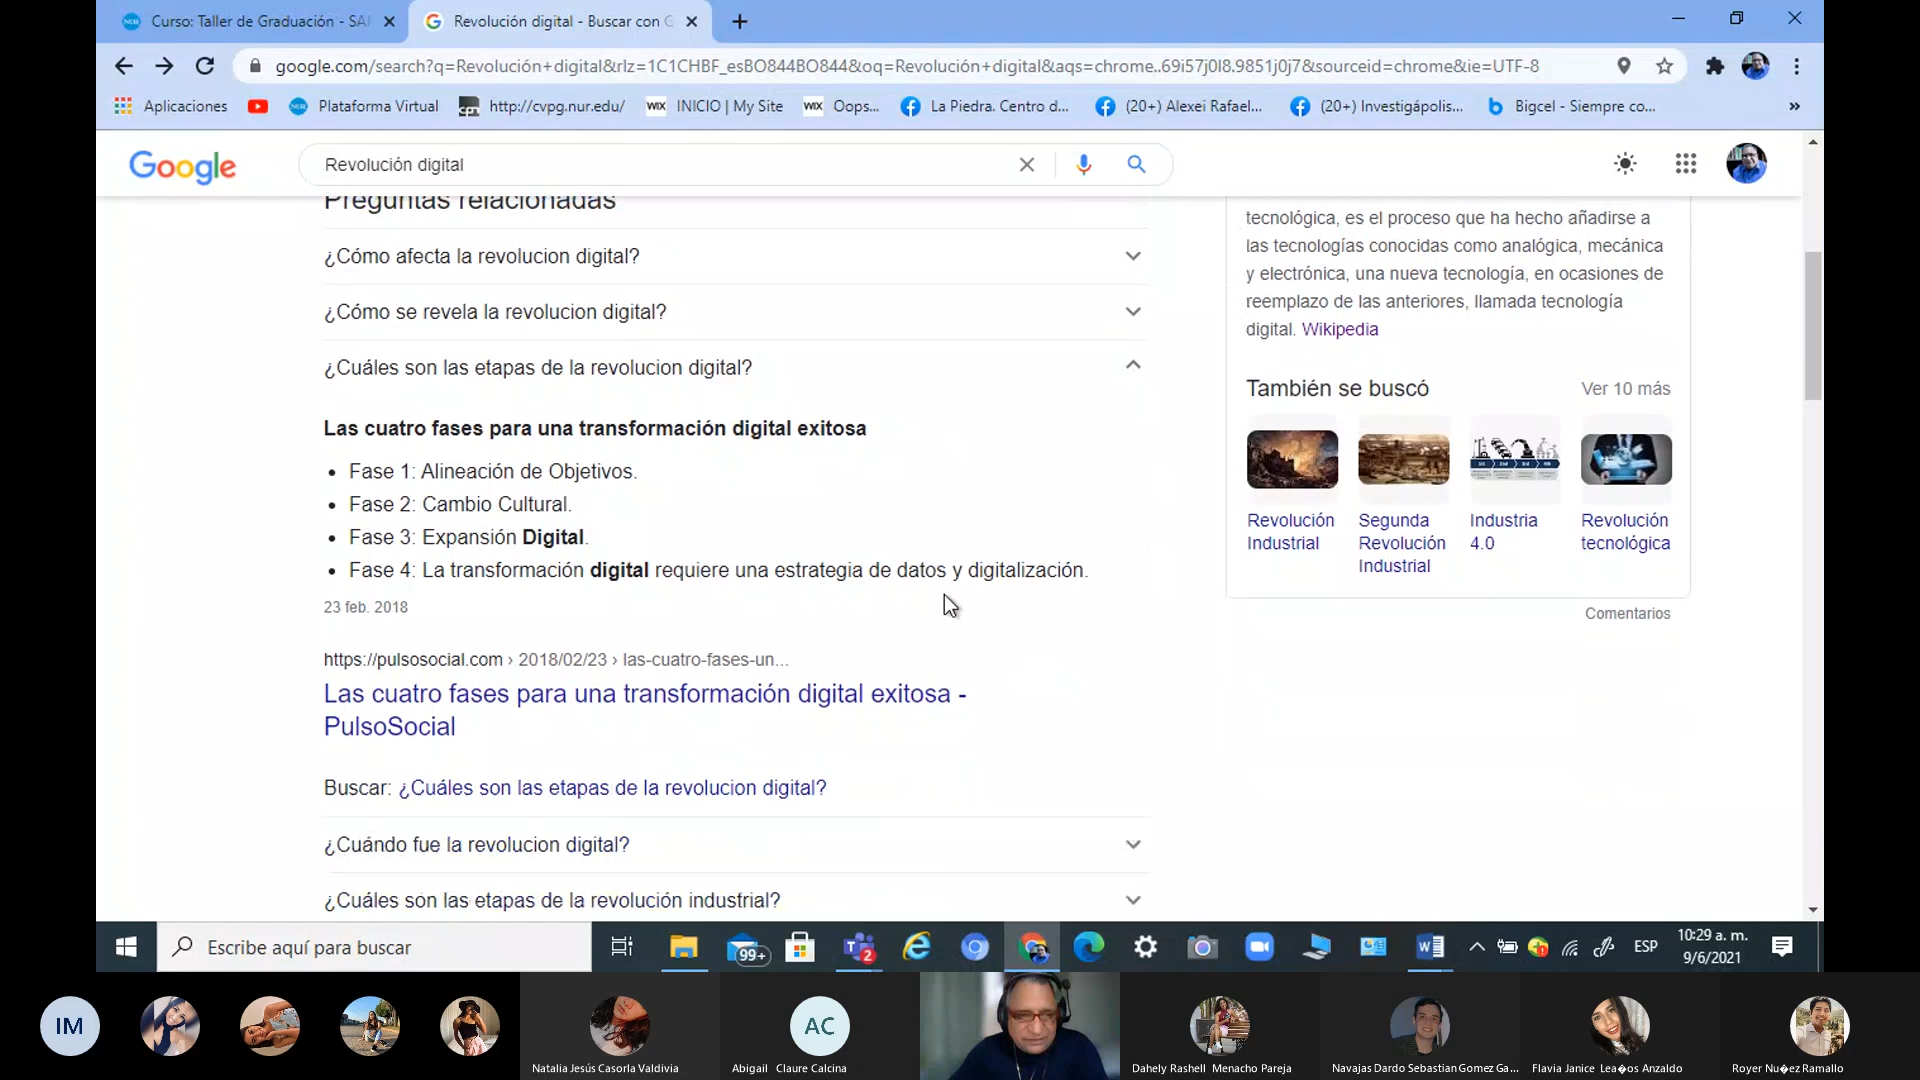 Curso: Taller de Graduación - SAI
Revolución digital - Buscar con G
google.com/search?q=Revolución+digital&rlz=1C1CHBF_esBO844BO844&oq=Revolución+digital&aqs=chrome..69i57j0l8.9851j0j7&sourceid=chrome&ie=UTF-8
Aplicaciones
Plataforma Virtual
http://cvpg.nur.edu/
WIX INICIO | My Site
WIX Oops...
La Piedra. Centro d...
(20+) Alexei Rafael...
(20+) Investigápolis...
Bigcel - Siempre co...
Google
Revolución digital
Preguntas relacionadas
¿Cómo afecta la revolucion digital?
¿Cómo se revela la revolucion digital?
¿Cuáles son las etapas de la revolucion digital?
Las cuatro fases para una transformación digital exitosa
Fase 1: Alineación de Objetivos.
Fase 2: Cambio Cultural.
Fase 3: Expansión Digital.
Fase 4: La transformación digital requiere una estrategia de datos y digitalización.
23 feb. 2018
https://pulsosocial.com › 2018/02/23 › las-cuatro-fases-un...
Las cuatro fases para una transformación digital exitosa -
PulsoSocial
Buscar: ¿Cuáles son las etapas de la revolucion digital?
¿Cuándo fue la revolucion digital?
¿Cuáles son las etapas de la revolución industrial?
tecnológica, es el proceso que ha hecho añadirse a
las tecnologías conocidas como analógica, mecánica
y electrónica, una nueva tecnología, en ocasiones de
reemplazo de las anteriores, llamada tecnología
digital. Wikipedia
También se buscó
Ver 10 más
Revolución
Industrial
Segunda
Revolución
Industrial
Industria
4.0
Revolución
tecnológica
Comentarios
Escribe aquí para buscar
99+
2
ESP
10:29 a. m.
9/6/2021
IM
Natalia Jesús Casorla Valdivia
AC
Abigail Claure Calcina
Dahely Rashell Menacho Pareja
Navajas Dardo Sebastian Gomez Ga...
Flavia Janice Lea�os Anzaldo
Royer Nu�ez Ramallo